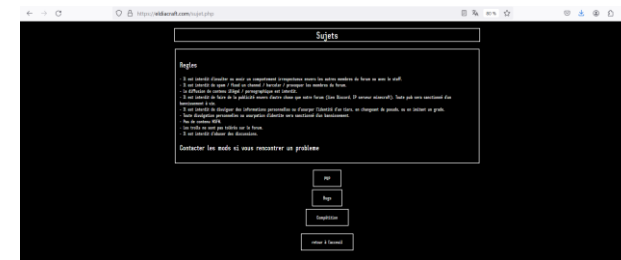 https://eldiacraft.com/sujet.php
80 %
Sujets
Regles
- Il est interdit d'insulter ou avoir un comportement irrespectueux envers les autres membres du forum ou avec le staff.
- Il est interdit de spam / flood un channel / harceler / provoquer les membres du forum.
- La diffusion de contenu illégal / pornographique est interdit.
- Il est interdit de faire de la publicité envers d'autre chose que notre forum (Lien Discord, IP serveur minecraft). Toute pub sera sanctionné d'un
bannissement à vie.
- Il est interdit de divulguer des informations personnelles ou d'usurper l'identité d'un tiers, en changeant de pseudo, ou en imitant un grade.
- Toute divulgation personnelles ou usurpation d'identité sera sanctionné d'un bannissement.
- Pas de contenu NSFW.
- Les trolls ne sont pas tolérés sur le forum.
- Il est interdit d'abuser des discussions.
Contacter les mods si vous rencontrer un probleme
PVP
Bugs
Compétition
retour à l'accueil